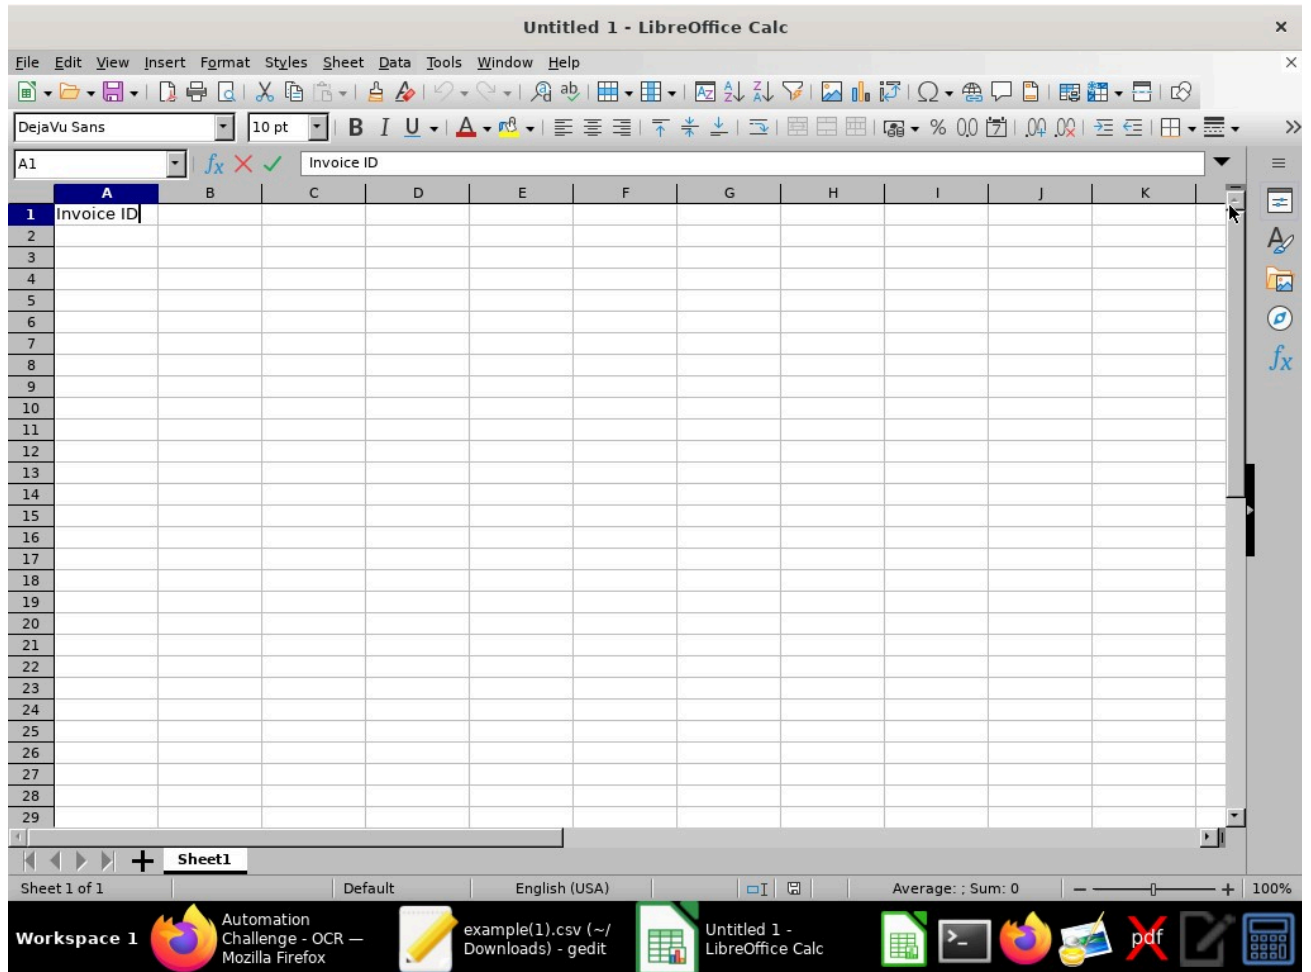 Untitled 1 - LibreOffice Calc
File Edit View Insert Format Styles Sheet Data Tools Window Help
DejaVu Sans 10 pt
A1 Invoice ID
A B C D E F G H I J K
1 Invoice ID
2
3
4
5
6
7
8
9
10
11
12
13
14
15
16
17
18
19
20
21
22
23
24
25
26
27
28
29
Sheet1
Sheet 1 of 1 Default English (USA) Average: ; Sum: 0 100%
Workspace 1
Automation
Challenge - OCR —
Mozilla Firefox
example(1).csv (~/
Downloads) - gedit
Untitled 1 -
LibreOffice Calc
pdf